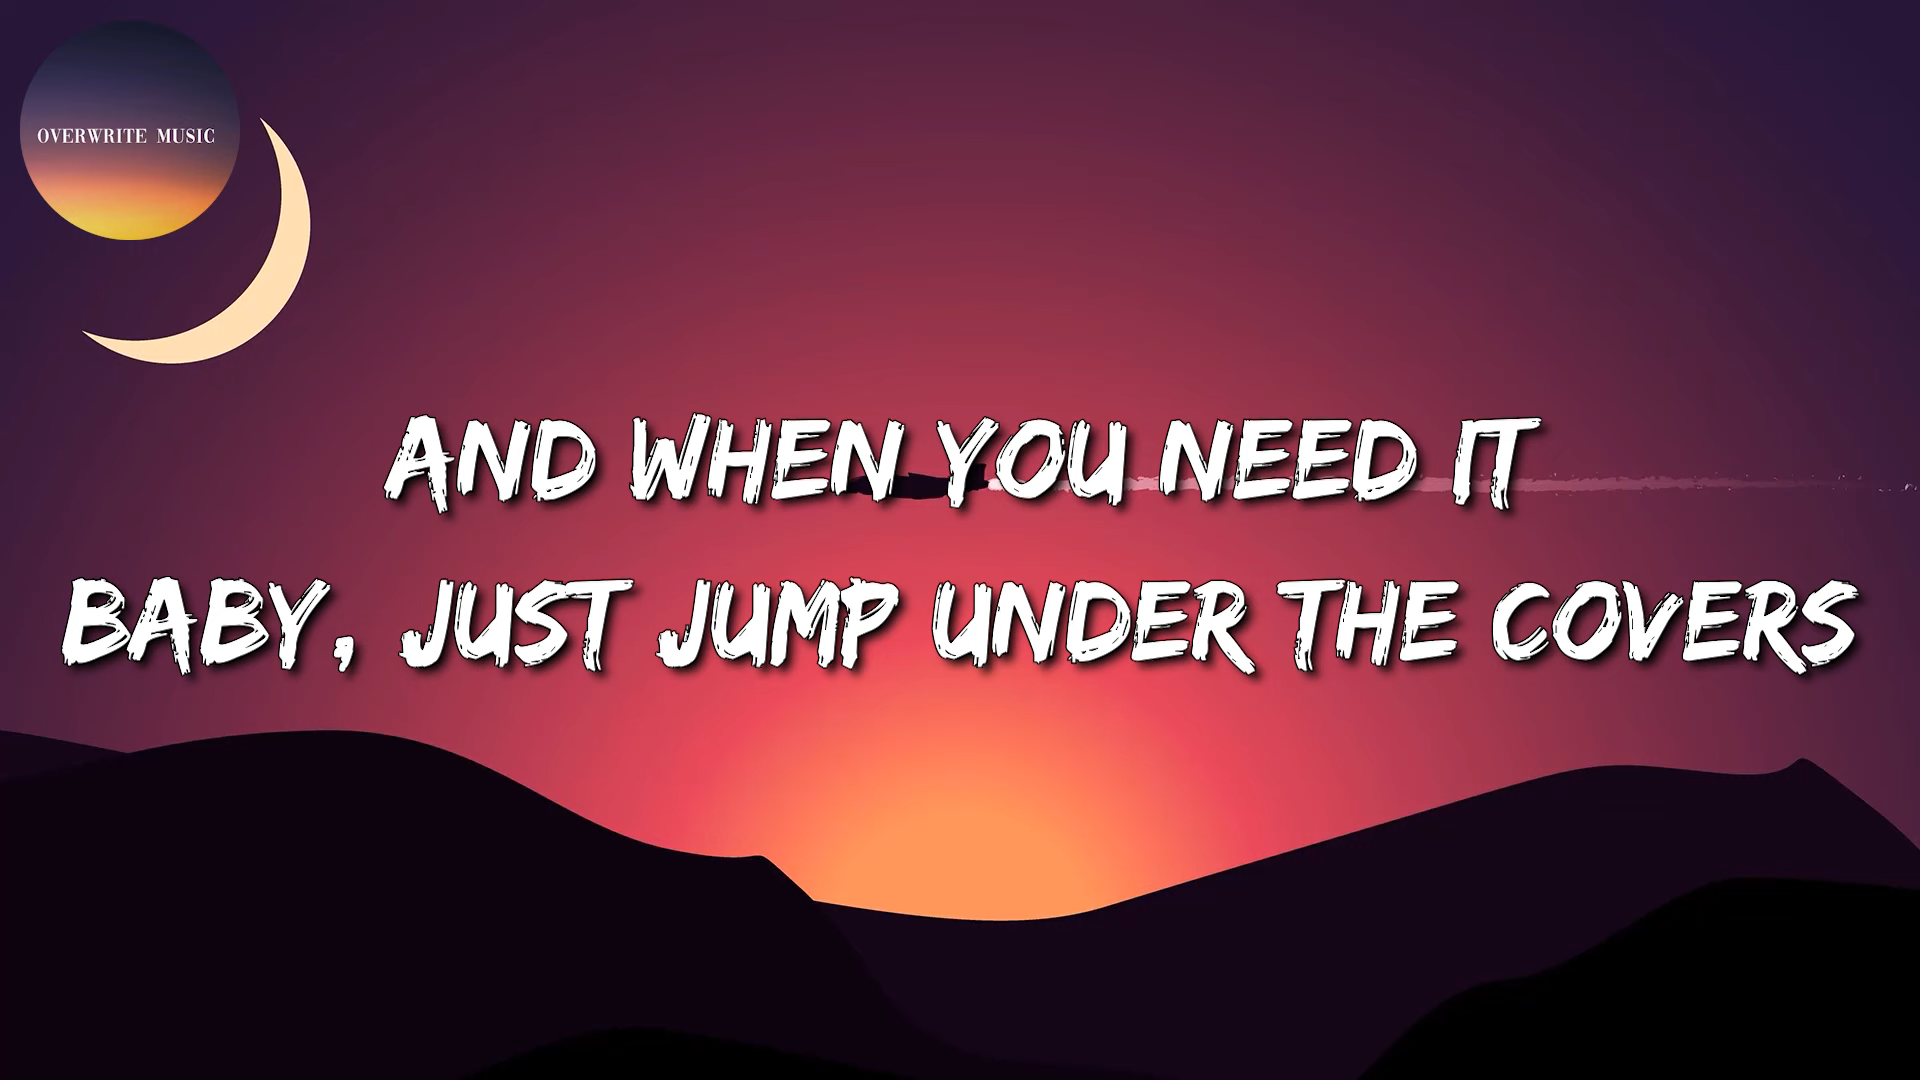 OVERWRITE MUSIC
AND WHEN YOU NEED IT
BABY, JUST JUMP UNDER THE COVERS